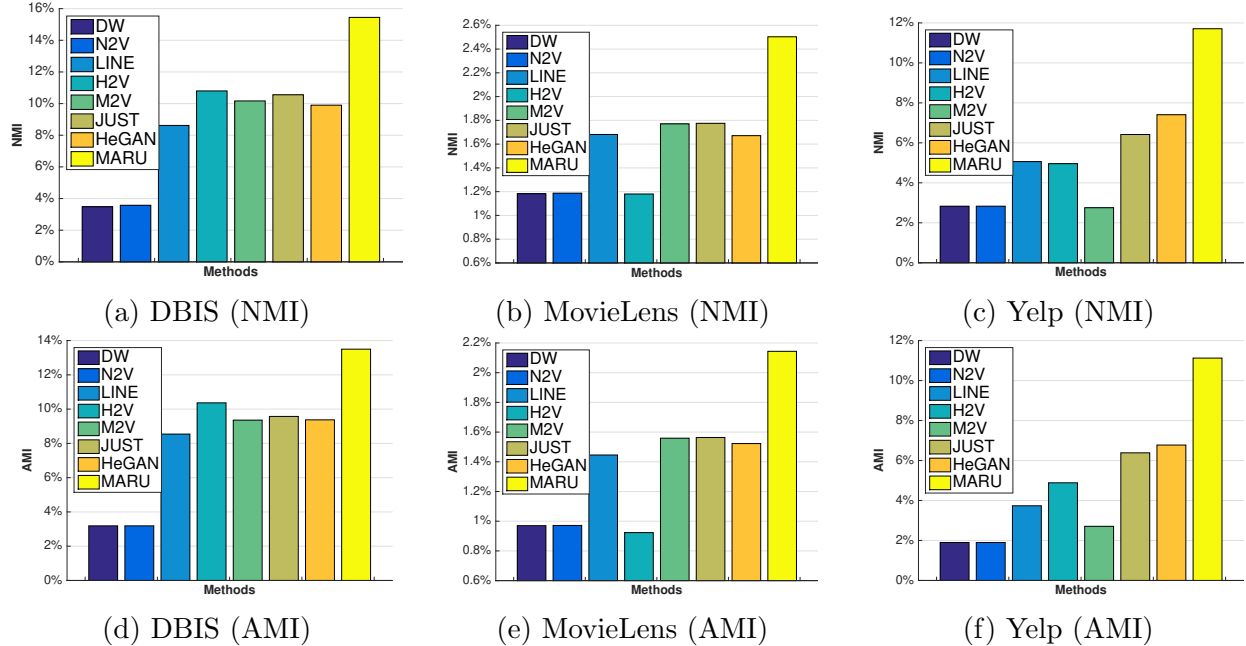 16%
14%
12%
10%
8%
6%
4%
2%
0%
NMI
DW
N2V
LINE
H2V
M2V
JUST
HeGAN
MARU
Methods
(a) DBIS (NMI)
2.6%
2.4%
2.2%
2%
1.8%
1.6%
1.4%
1.2%
1%
0.8%
0.6%
NMI
DW
N2V
LINE
H2V
M2V
JUST
HeGAN
MARU
Methods
(b) MovieLens (NMI)
12%
10%
8%
6%
4%
2%
0%
NMI
DW
N2V
LINE
H2V
M2V
JUST
HeGAN
MARU
Methods
(c) Yelp (NMI)
14%
12%
10%
8%
6%
4%
2%
0%
AMI
DW
N2V
LINE
H2V
M2V
JUST
HeGAN
MARU
Methods
(d) DBIS (AMI)
2.2%
2%
1.8%
1.6%
1.4%
1.2%
1%
0.8%
0.6%
AMI
DW
N2V
LINE
H2V
M2V
JUST
HeGAN
MARU
Methods
(e) MovieLens (AMI)
12%
10%
8%
6%
4%
2%
0%
AMI
DW
N2V
LINE
H2V
M2V
JUST
HeGAN
MARU
Methods
(f) Yelp (AMI)